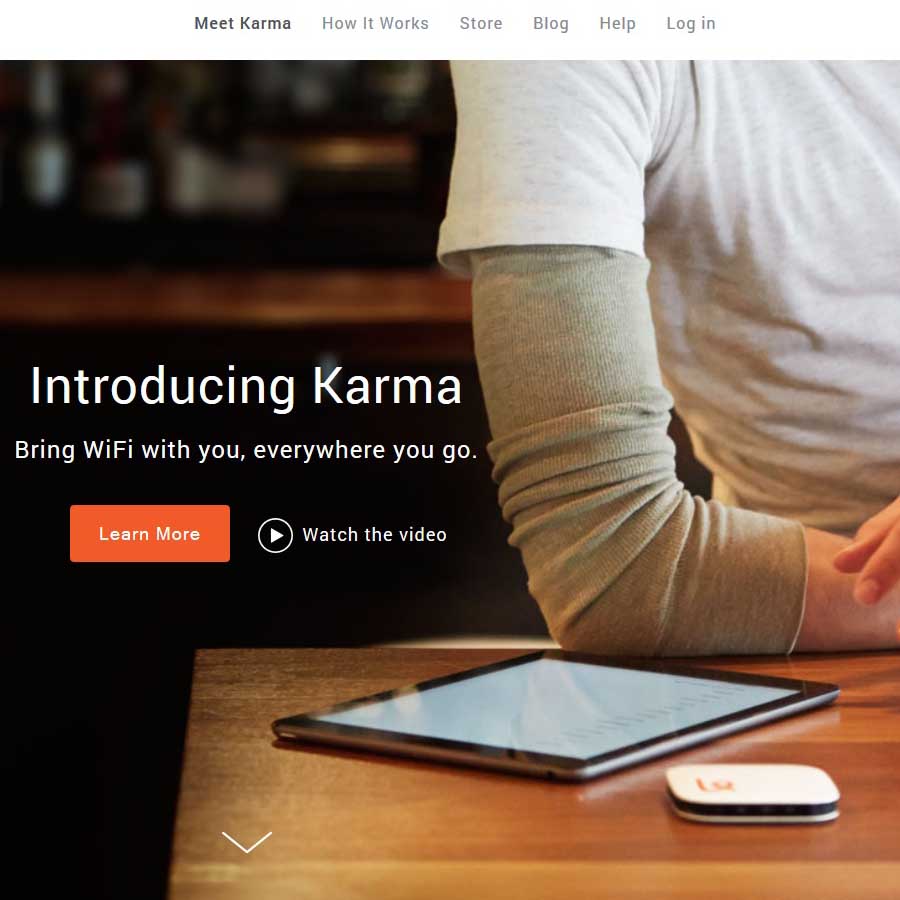 Meet Karma How It Works Store Blog Help Log in
Introducing Karma
Bring WiFi with you, everywhere you go.
Learn More Watch the video